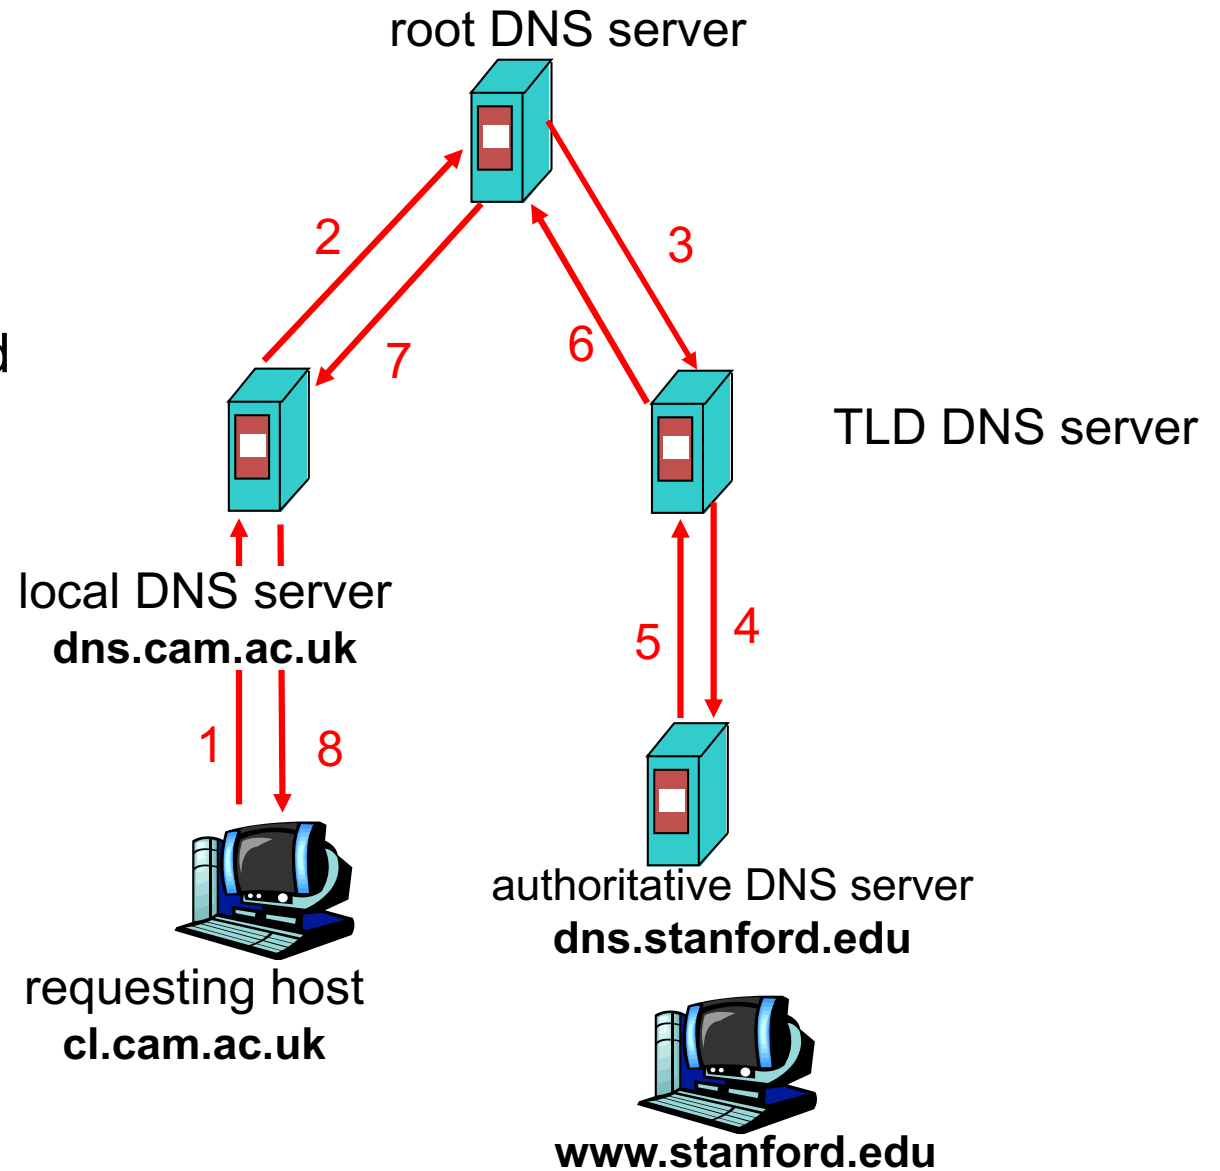 root DNS server
2
3
7
6
d
TLD DNS server
local DNS server
dns.cam.ac.uk
5
4
1
8
authoritative DNS server
dns.stanford.edu
requesting host
cl.cam.ac.uk
www.stanford.edu